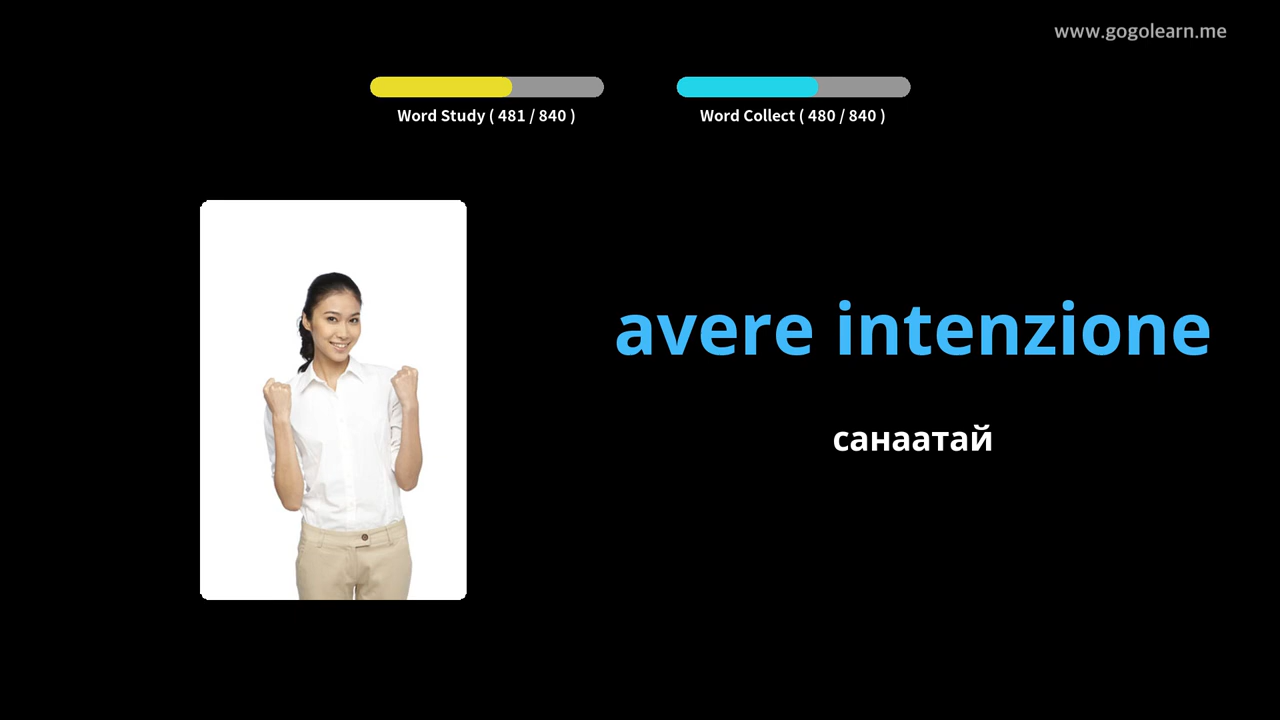 www.gogolearn.me
Word Study ( 481 / 840 )
Word Collect ( 480 / 840 )
avere intenzione
санаатай